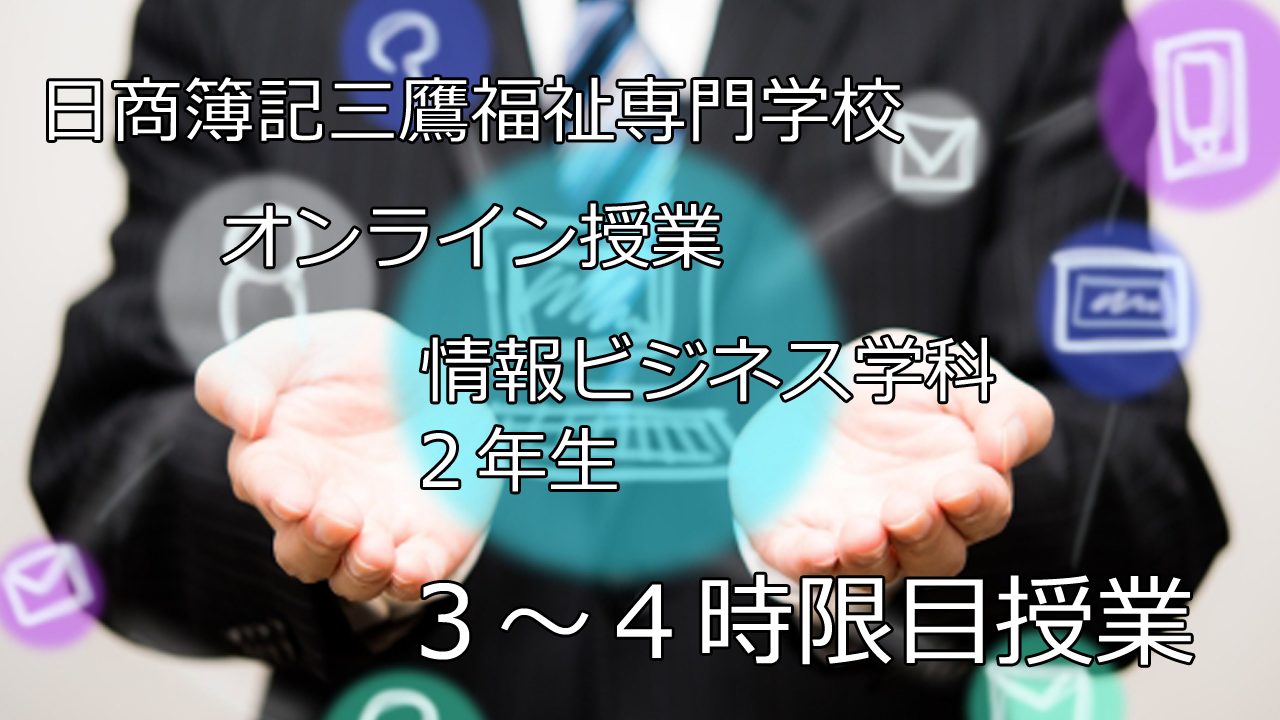 日商簿記三鷹福祉専門学校
オンライン授業
情報ビジネス学科
２年生
３～４時限目授業